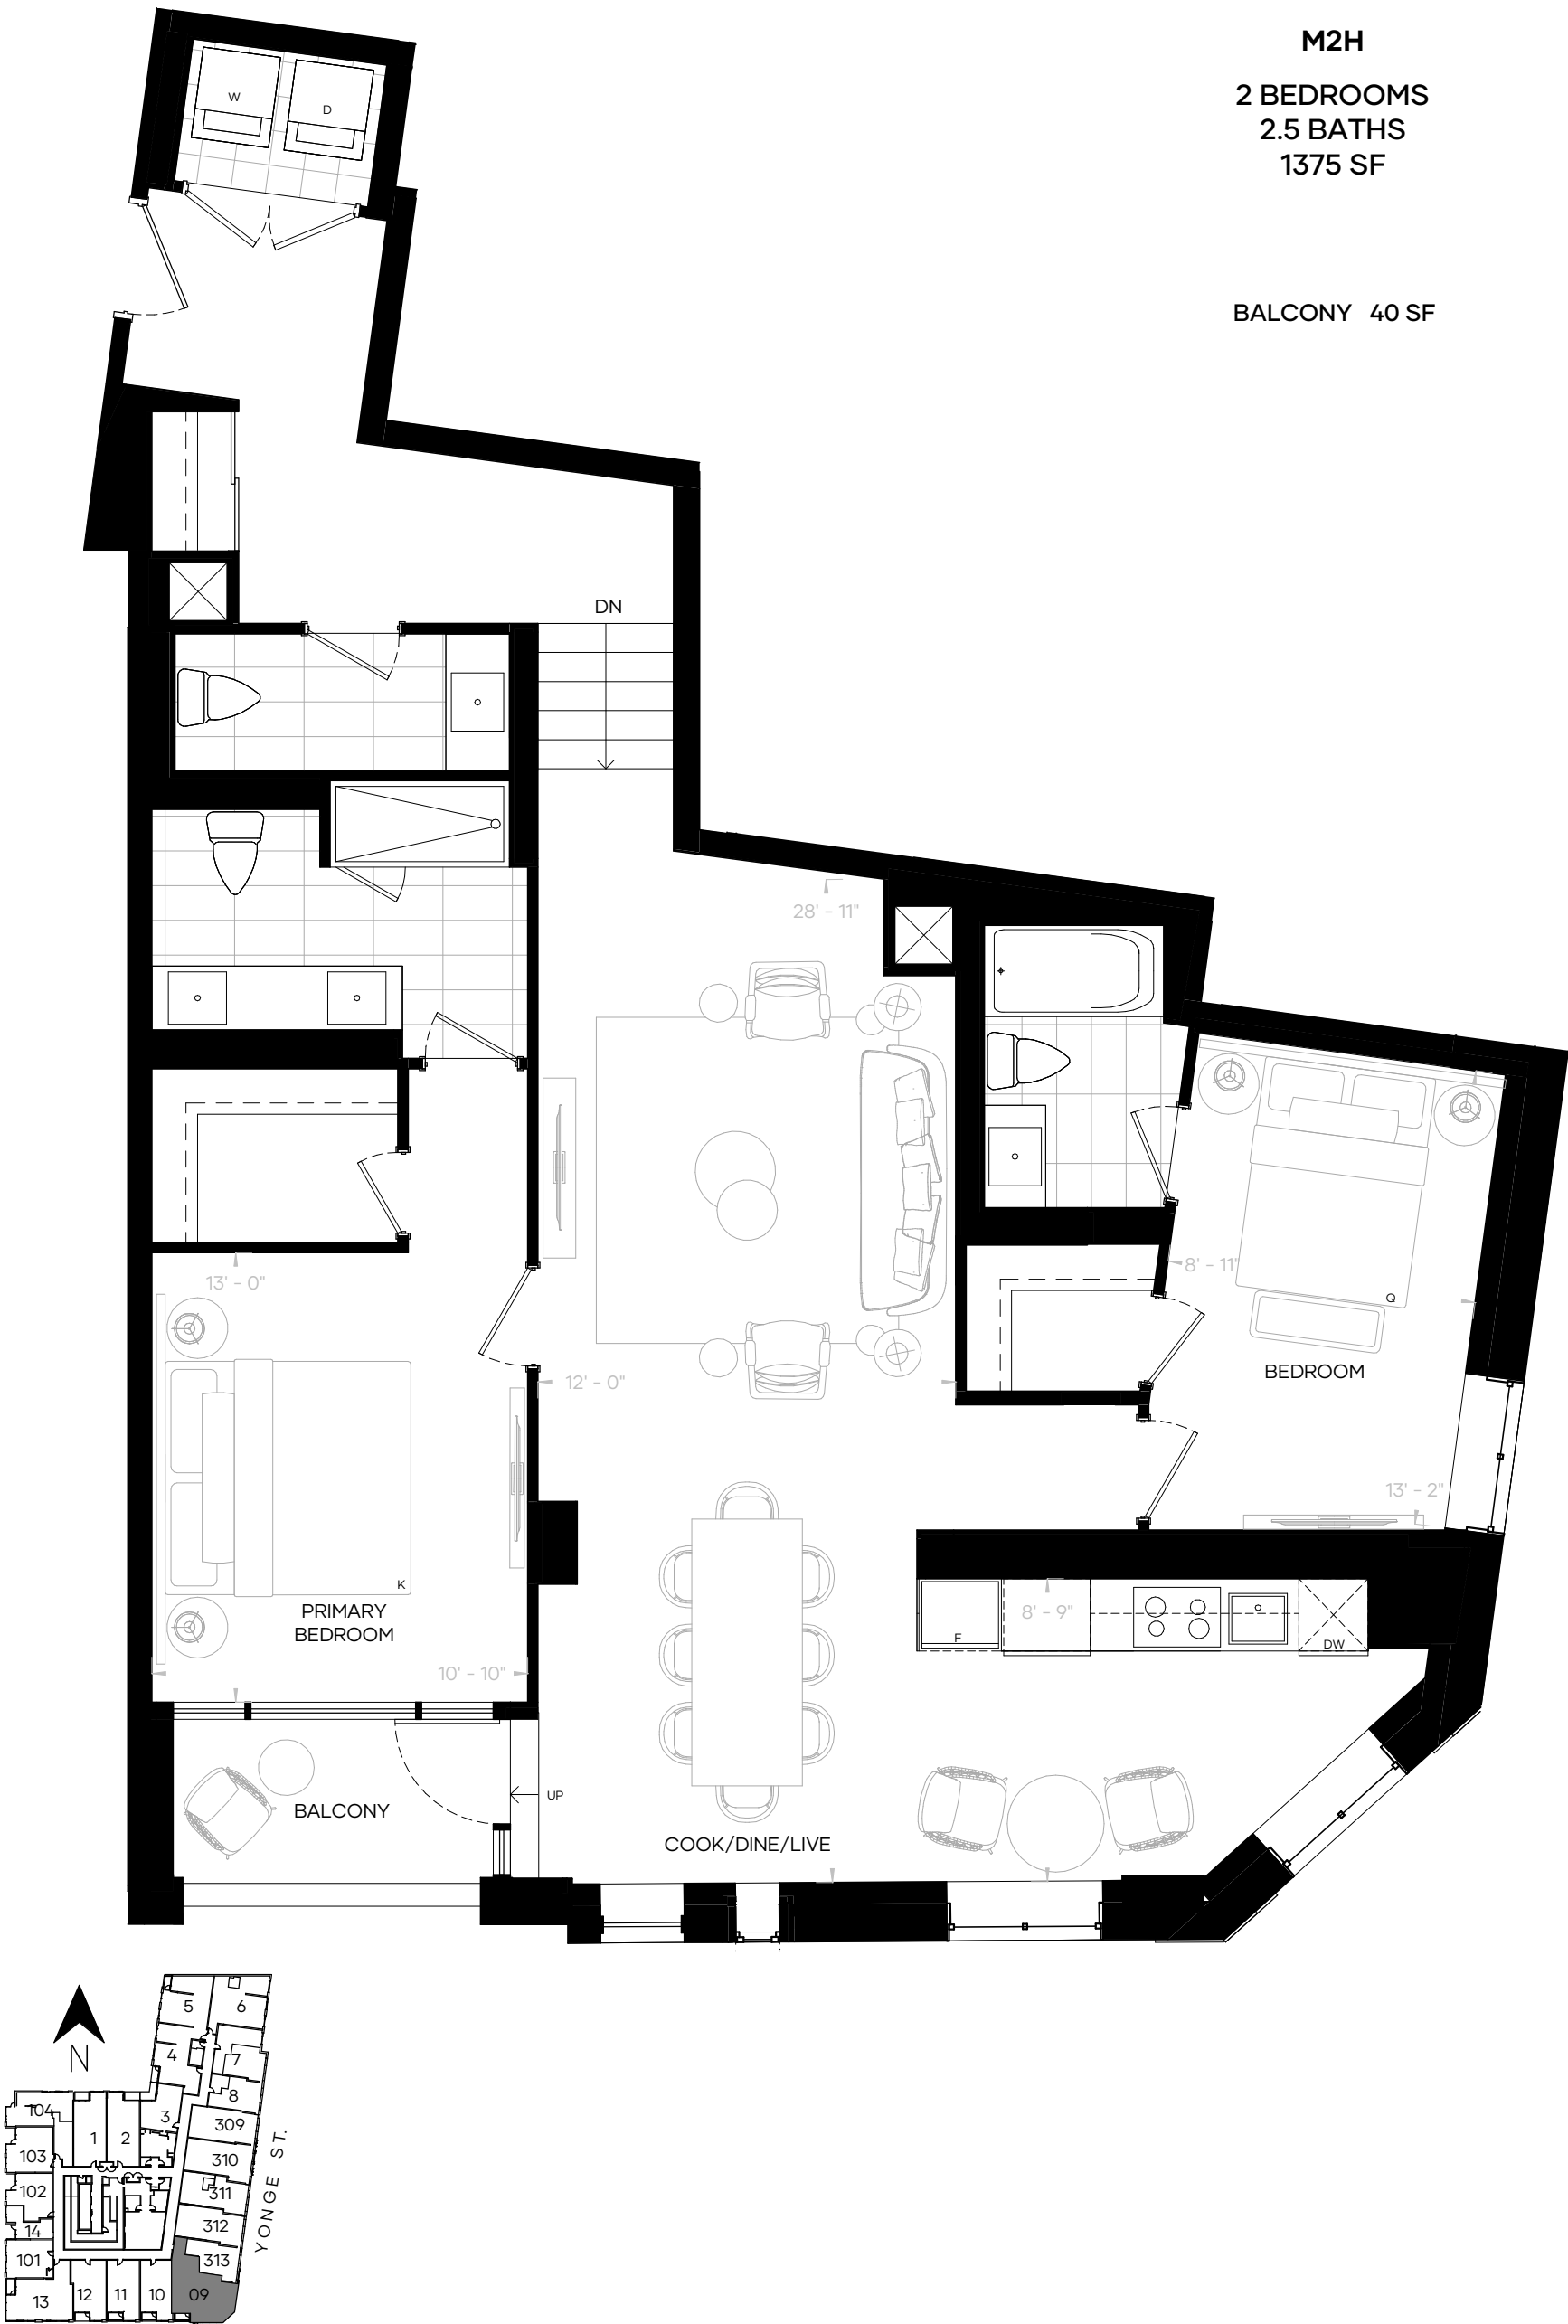 M2H
2 BEDROOMS
2.5 BATHS
1375 SF
BALCONY 40 SF
W
D
DN
28' - 11"
13' - 0"
8' - 11"
Q
BEDROOM
12' - 0"
13' - 2"
K
PRIMARY
BEDROOM
8' - 9"
F
DW
10' - 10"
UP
BALCONY
COOK/DINE/LIVE
N
5
6
4
7
8
3
104
309
1
2
103
310
102
311
14
312
101
313
13
12
11
10
09
YONGE ST.